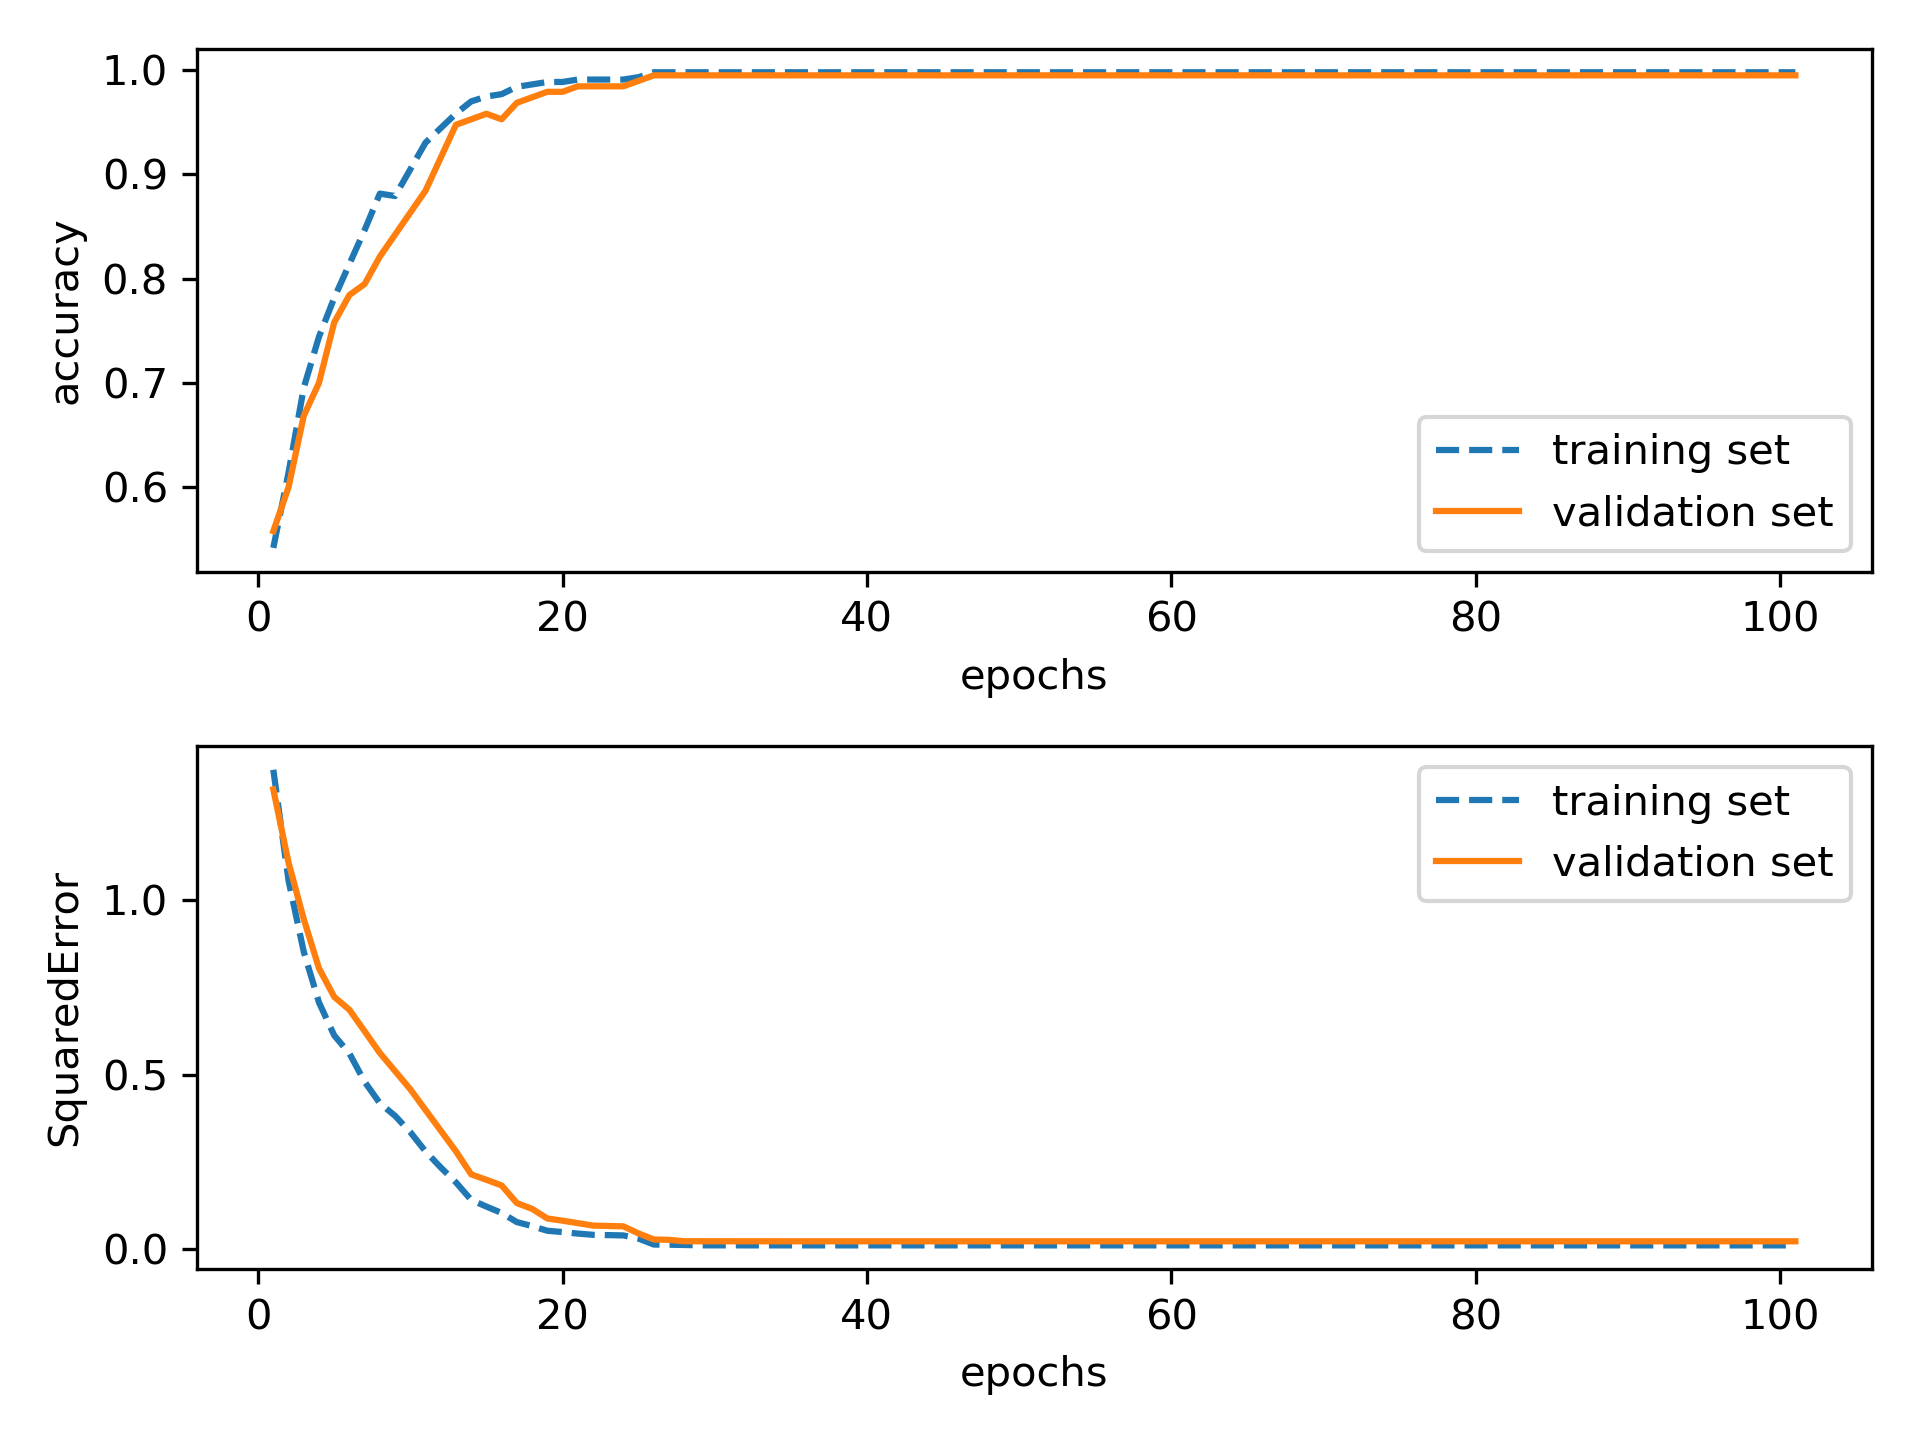 accuracy
1.0
0.9
0.8
0.7
0.6
training set
validation set
0 20 40 60 80 100
epochs
SquaredError
1.0
0.5
0.0
training set
validation set
0 20 40 60 80 100
epochs